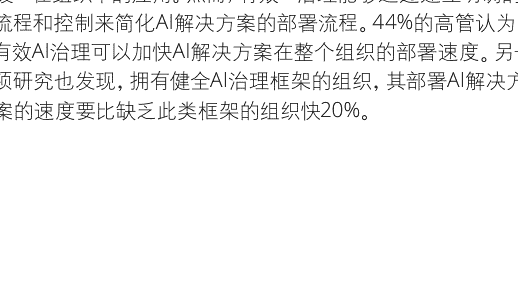 流程和控制来简化AI解决方案的部署流程。44%的高管认为
有效AI治理可以加快AI解决方案在整个组织的部署速度。另
项研究也发现，拥有健全AI治理框架的组织，其部署AI解决方
案的速度要比缺乏此类框架的组织快20%。